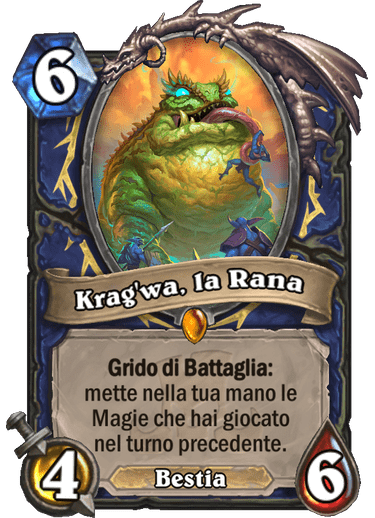 6
Krag'wa, la Rana
Grido di Battaglia:
mette nella tua mano le
Magie che hai giocato
nel turno precedente.
4
Bestia
6